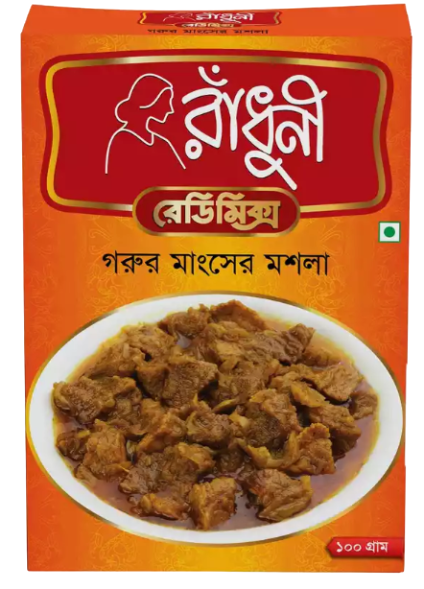 রাঁধুনী
রেডিমিক্স
গরুর মাংসের মশলা
রাঁধুনী
রেডিমিক্স
গরুর মাংসের মশলা
১০০ গ্রাম